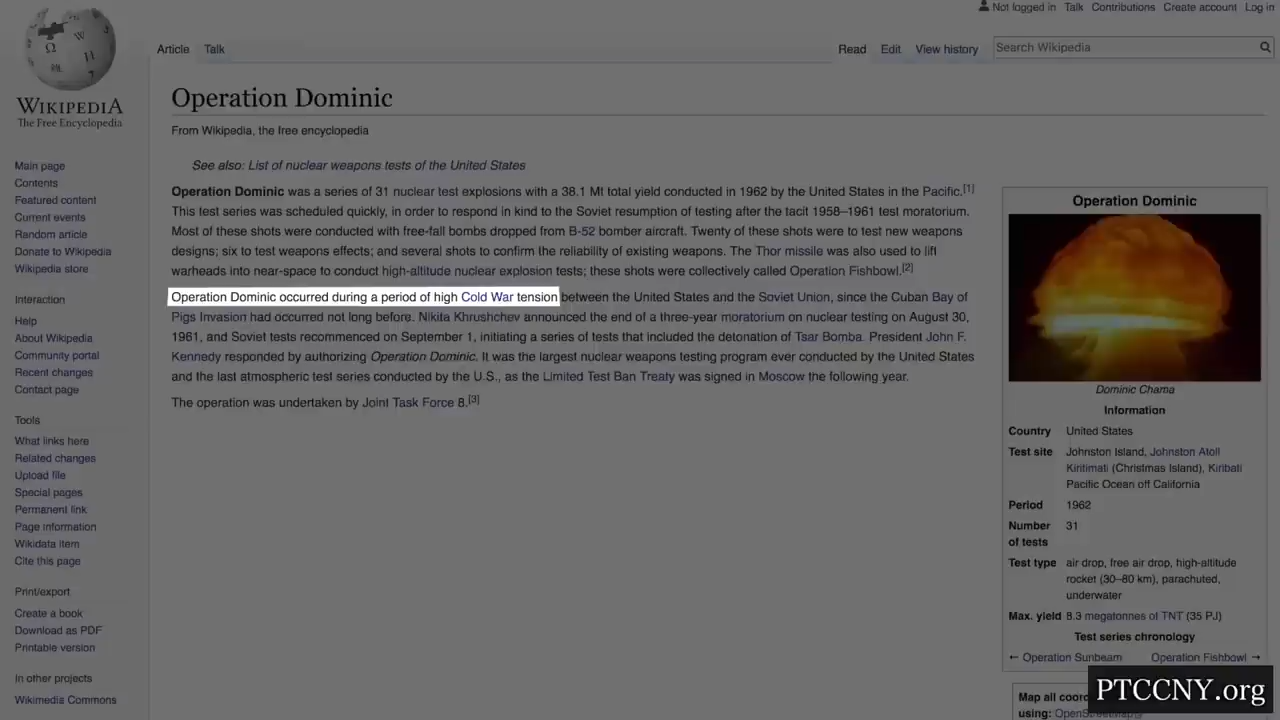 Not logged in Talk Contributions Create account Log in
Article Talk
Read Edit View history
Search Wikipedia
WIKIPEDIA
The Free Encyclopedia
Main page
Contents
Featured content
Current events
Random article
Donate to Wikipedia
Wikipedia store
Interaction
Help
About Wikipedia
Community portal
Recent changes
Contact page
Tools
What links here
Related changes
Upload file
Special pages
Permanent link
Page information
Wikidata item
Cite this page
Print/export
Create a book
Download as PDF
Printable version
In other projects
Wikimedia Commons
Operation Dominic
From Wikipedia, the free encyclopedia
See also: List of nuclear weapons tests of the United States
Operation Dominic was a series of 31 nuclear test explosions with a 38.1 Mt total yield conducted in 1962 by the United States in the Pacific.[1]
This test series was scheduled quickly, in order to respond in kind to the Soviet resumption of testing after the tacit 1958–1961 test moratorium.
Most of these shots were conducted with free-fall bombs dropped from B-52 bomber aircraft. Twenty of these shots were to test new weapons
designs; six to test weapons effects; and several shots to confirm the reliability of existing weapons. The Thor missile was also used to lift
warheads into near-space to conduct high-altitude nuclear explosion tests; these shots were collectively called Operation Fishbowl.[2]
Operation Dominic occurred during a period of high Cold War tension between the United States and the Soviet Union, since the Cuban Bay of
Pigs Invasion had occurred not long before. Nikita Khrushchev announced the end of a three-year moratorium on nuclear testing on August 30,
1961, and Soviet tests recommenced on September 1, initiating a series of tests that included the detonation of Tsar Bomba. President John F.
Kennedy responded by authorizing Operation Dominic. It was the largest nuclear weapons testing program ever conducted by the United States
and the last atmospheric test series conducted by the U.S., as the Limited Test Ban Treaty was signed in Moscow the following year.
The operation was undertaken by Joint Task Force 8.[3]
Operation Dominic
Dominic Chama
Information
Country United States
Test site Johnston Island, Johnston Atoll
Kiritimati (Christmas Island), Kiribati
Pacific Ocean off California
Period 1962
Number 31
of tests
Test type air drop, free air drop, high-altitude
rocket (30–80 km), parachuted,
underwater
Max. yield 8.3 megatonnes of TNT (35 PJ)
Test series chronology
← Operation Sunbeam Operation Fishbowl →
Map all
using: OpenStreetMap
PTCCNY.org